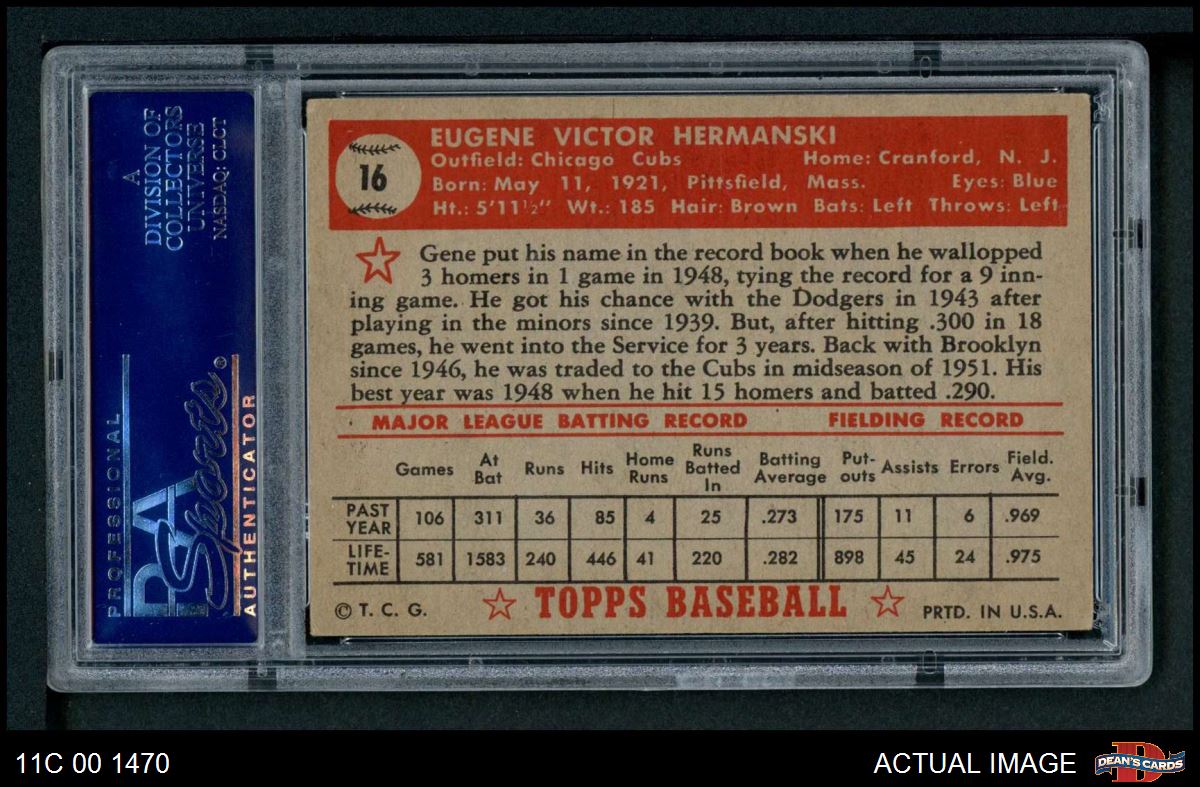 A
DIVISION OF
COLLECTORS
UNIVERSE
NASDAQ: CLCT
PROFESSIONAL
PSA
Sports®
AUTHENTICATOR
16
EUGENE VICTOR HERMANSKI
Outfield: Chicago Cubs Home: Cranford, N. J.
Born: May 11, 1921, Pittsfield, Mass. Eyes: Blue
Ht.: 5'11½" Wt.: 185 Hair: Brown Bats: Left Throws: Left
Gene put his name in the record book when he wallopped
3 homers in 1 game in 1948, tying the record for a 9 inn-
ing game. He got his chance with the Dodgers in 1943 after
playing in the minors since 1939. But, after hitting .300 in 18
games, he went into the Service for 3 years. Back with Brooklyn
since 1946, he was traded to the Cubs in midseason of 1951. His
best year was 1948 when he hit 15 homers and batted .290.
MAJOR LEAGUE BATTING RECORD FIELDING RECORD
Games At Bat Runs Hits Home Runs Runs Batted In Batting Average Put-outs Assists Errors Field. Avg.
PAST YEAR 106 311 36 85 4 25 .273 175 11 6 .969
LIFE-TIME 581 1583 240 446 41 220 .282 898 45 24 .975
© T. C. G. TOPPS BASEBALL PRTD. IN U.S.A.
11C 00 1470 ACTUAL IMAGE D DEAN'S CARDS